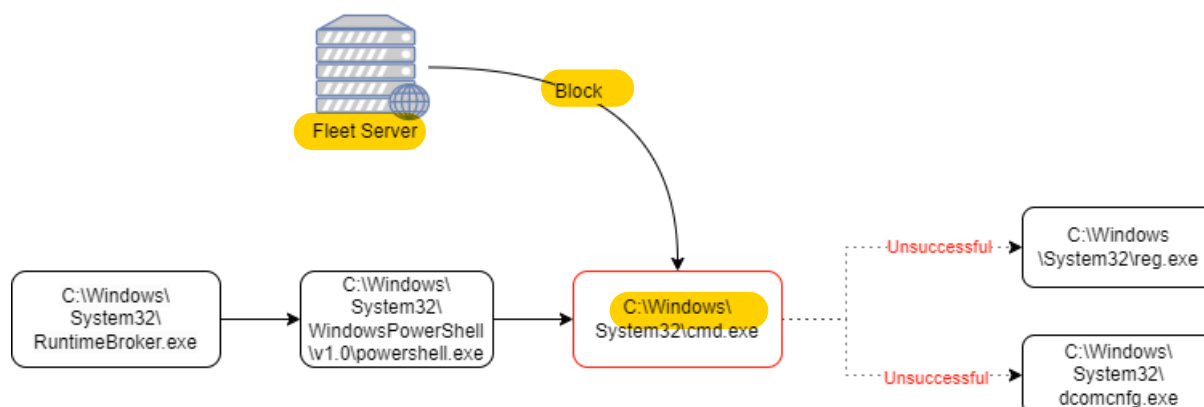 Fleet Server
Block
C:\Windows\
System32\
RuntimeBroker.exe
C:\Windows\
System32\
WindowsPowerShell
\v1.0\powershell.exe
C:\Windows\
System32\cmd.exe
Unsuccessful
C:\Windows
\System32\reg.exe
Unsuccessful
C:\Windows\
System32\
dcomcnfg.exe